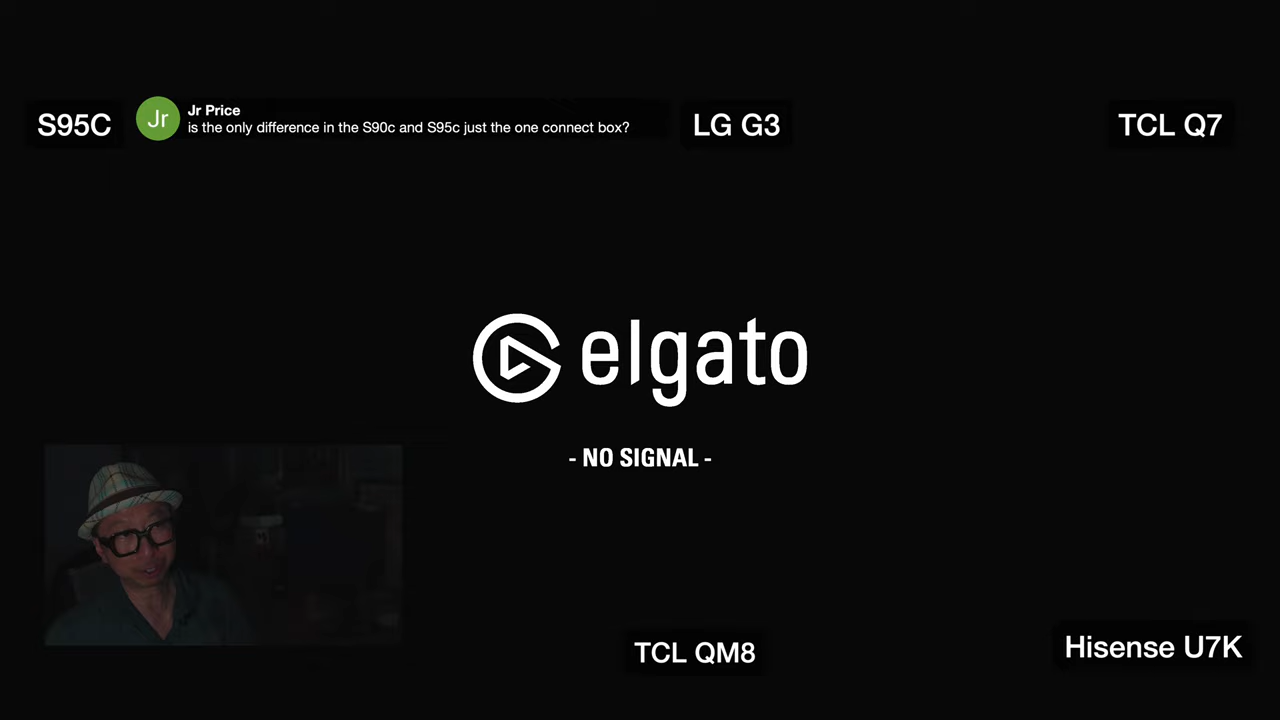 S95C
Jr
Jr Price
is the only difference in the S90c and S95c just the one connect box?
LG G3
TCL Q7
elgato
- NO SIGNAL -
TCL QM8
Hisense U7K